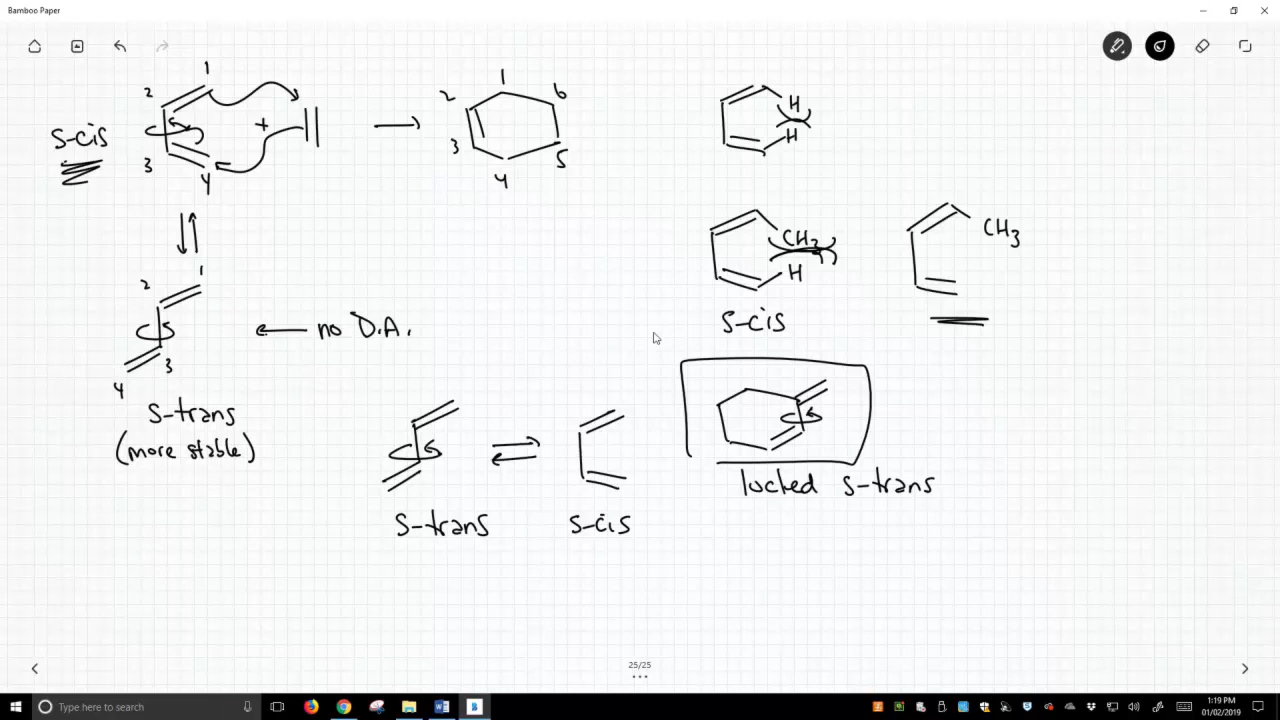 Bamboo Paper
1
2
S-cis
+
3
4
1
2
3
4
5
6
H
H
CH3
H
S-cis
CH3
1
2
3
4
no D.A.
S-trans
(more stable)
S-trans
S-cis
locked S-trans
25/25
Type here to search
1:19 PM
01/02/2019